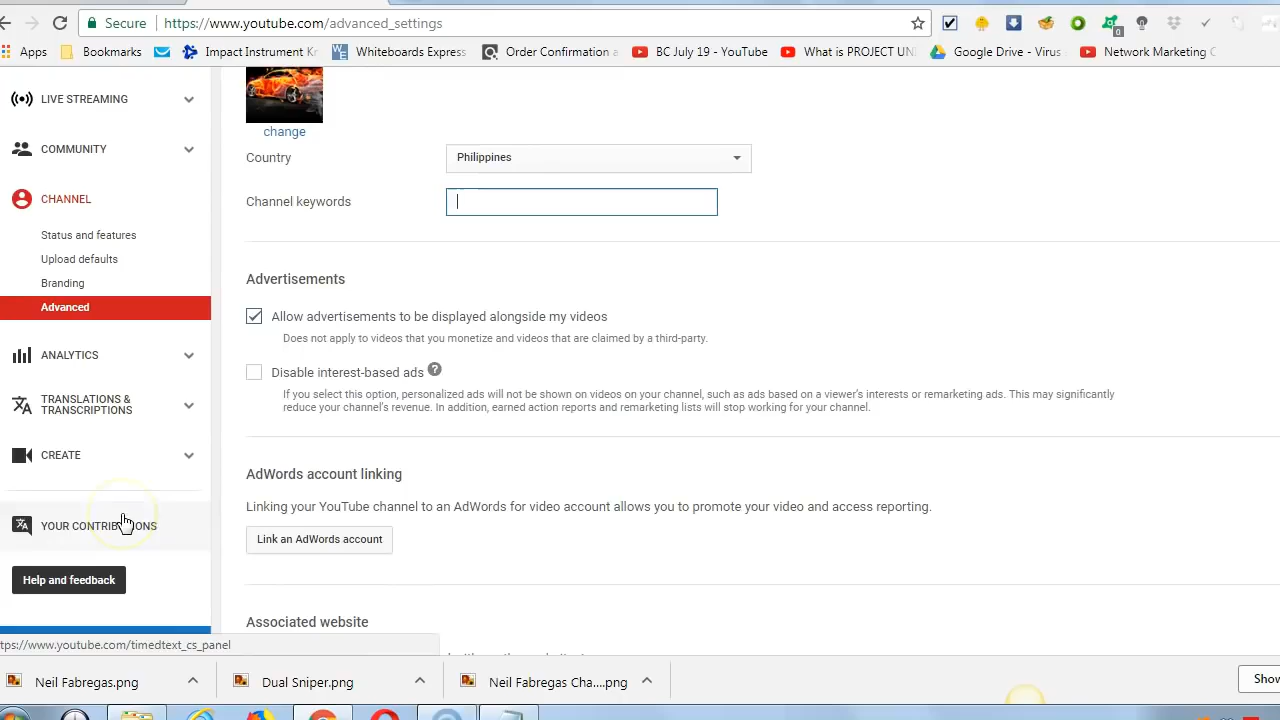 Secure
https://www.youtube.com/advanced_settings
Apps
Bookmarks
Impact Instrument Kr
Whiteboards Express
Order Confirmation a
BC July 19 - YouTube
What is PROJECT UNI
Google Drive - Virus
Network Marketing C
0
LIVE STREAMING
COMMUNITY
CHANNEL
Status and features
Upload defaults
Branding
Advanced
ANALYTICS
TRANSLATIONS &
TRANSCRIPTIONS
CREATE
YOUR CONTRIBUTIONS
Help and feedback
tps://www.youtube.com/timedtext_cs_panel
change
Country
Philippines
Channel keywords
Advertisements
Allow advertisements to be displayed alongside my videos
Does not apply to videos that you monetize and videos that are claimed by a third-party.
Disable interest-based ads
If you select this option, personalized ads will not be shown on videos on your channel, such as ads based on a viewer's interests or remarketing ads. This may significantly
reduce your channel's revenue. In addition, earned action reports and remarketing lists will stop working for your channel.
AdWords account linking
Linking your YouTube channel to an AdWords for video account allows you to promote your video and access reporting.
Link an AdWords account
Associated website
Neil Fabregas.png
Dual Sniper.png
Neil Fabregas Cha....png
Show